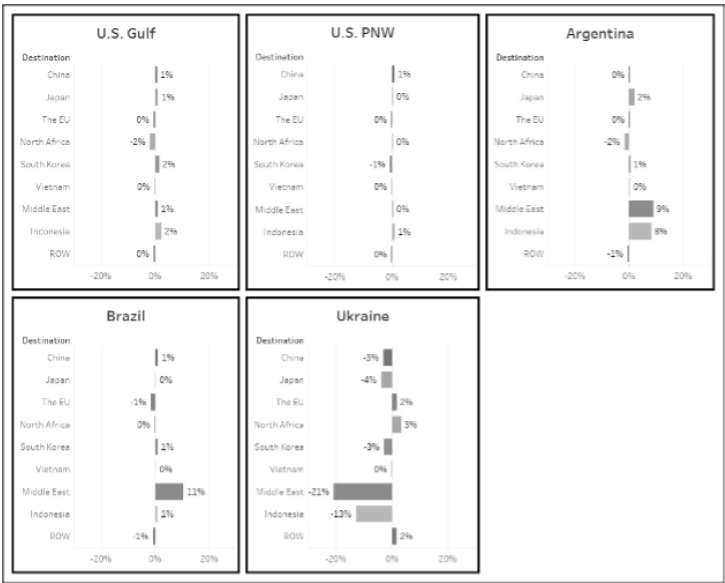 U.S. Gulf
Destination
China 1%
Japan 1%
The EU 0%
North Africa -2%
South Korea 2%
Vietnam 0%
Middle East 1%
Indonesia 2%
ROW 0%
-20% 0% 20%
U.S. PNW
Destination
China 1%
Japan 0%
The EU 0%
North Africa 0%
South Korea -1%
Vietnam 0%
Middle East 0%
Indonesia 1%
ROW 0%
-20% 0% 20%
Argentina
Destination
China 0%
Japan 2%
The EU 0%
North Africa -2%
South Korea 1%
Vietnam 0%
Middle East 9%
Indonesia 8%
ROW -1%
-20% 0% 20%
Brazil
Destination
China 1%
Japan 0%
The EU -1%
North Africa 0%
South Korea 1%
Vietnam 0%
Middle East 11%
Indonesia 1%
ROW -1%
-20% 0% 20%
Ukraine
Destination
China -3%
Japan -4%
The EU 2%
North Africa 3%
South Korea -3%
Vietnam 0%
Middle East -21%
Indonesia -13%
ROW 2%
-20% 0% 20%